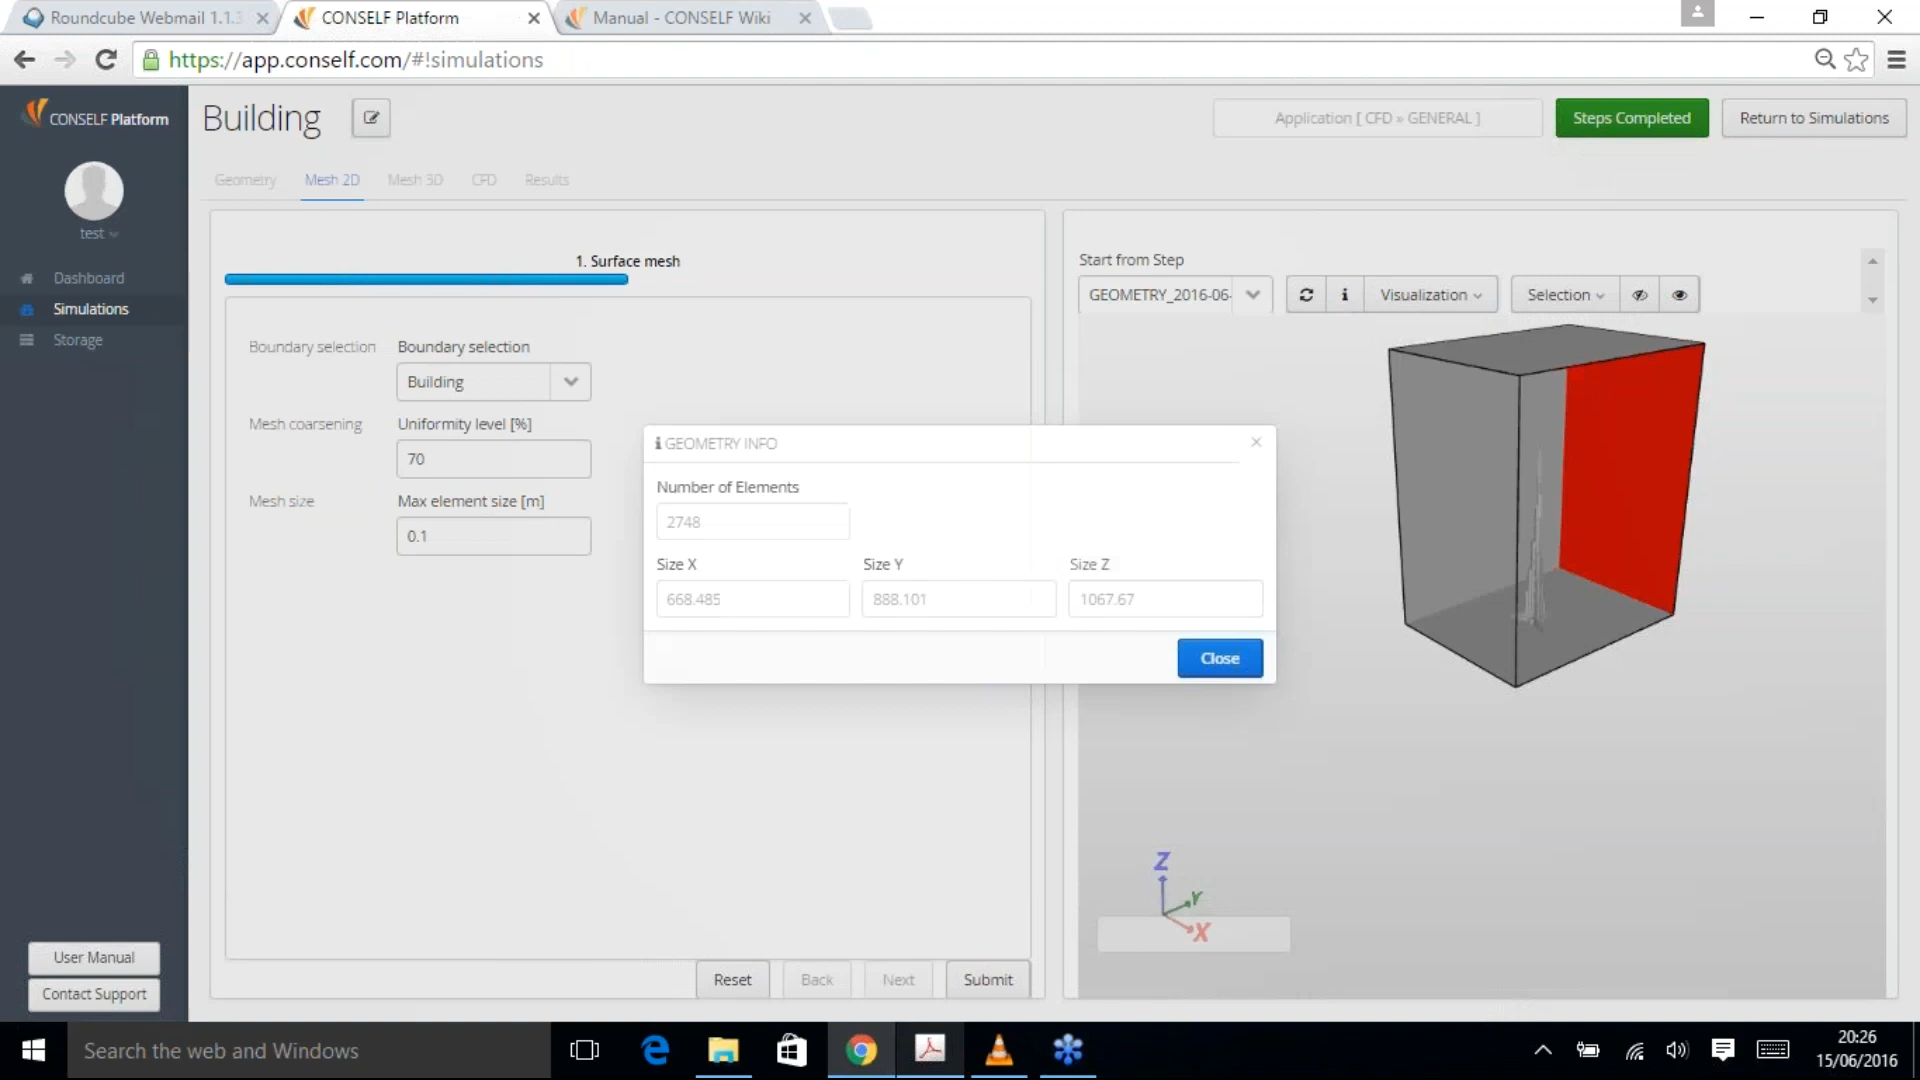 Roundcube Webmail 1.1.3
CONSELF Platform
Manual - CONSELF Wiki
https://app.conself.com/#!simulations
CONSELF Platform
Building
Application [ CFD » GENERAL ]
Steps Completed
Return to Simulations
test
Dashboard
Simulations
Storage
Geometry
Mesh 2D
Mesh 3D
CFD
Results
1. Surface mesh
Boundary selection
Boundary selection
Building
Mesh coarsening
Uniformity level [%]
70
Mesh size
Max element size [m]
0.1
Start from Step
GEOMETRY_2016-06-
Visualization
Selection
GEOMETRY INFO
Number of Elements
2748
Size X
Size Y
Size Z
668.485
888.101
1067.67
Close
Z
Y
X
Reset
Back
Next
Submit
User Manual
Contact Support
Search the web and Windows
20:26
15/06/2016